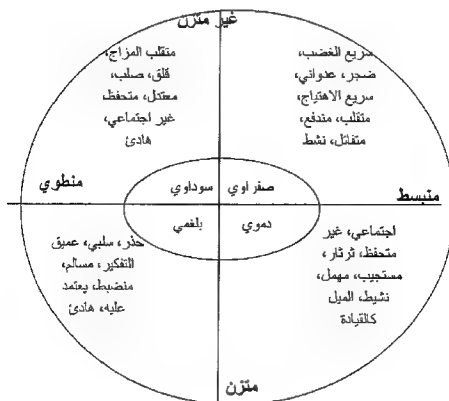 غير متزن
سريع الغضب،
ضجر، عدواني،
سريع الاهتياج،
متقلب، مندفع،
متفائل، نشط
متقلب المزاج،
قلق، صلب،
معتدل، متحفظ،
غير اجتماعي،
هادئ
منبسط
صفراوي
سوداوي
منطوي
دموي
بلغمي
اجتماعي، غير
متحفظ، ثرثار،
مستجيب، مهمل،
نشيط، الميل
كالقيادة
حذر، سلبي، عميق
التفكير، مسالم،
منضبط، يعتمد
عليه، هادئ
متزن